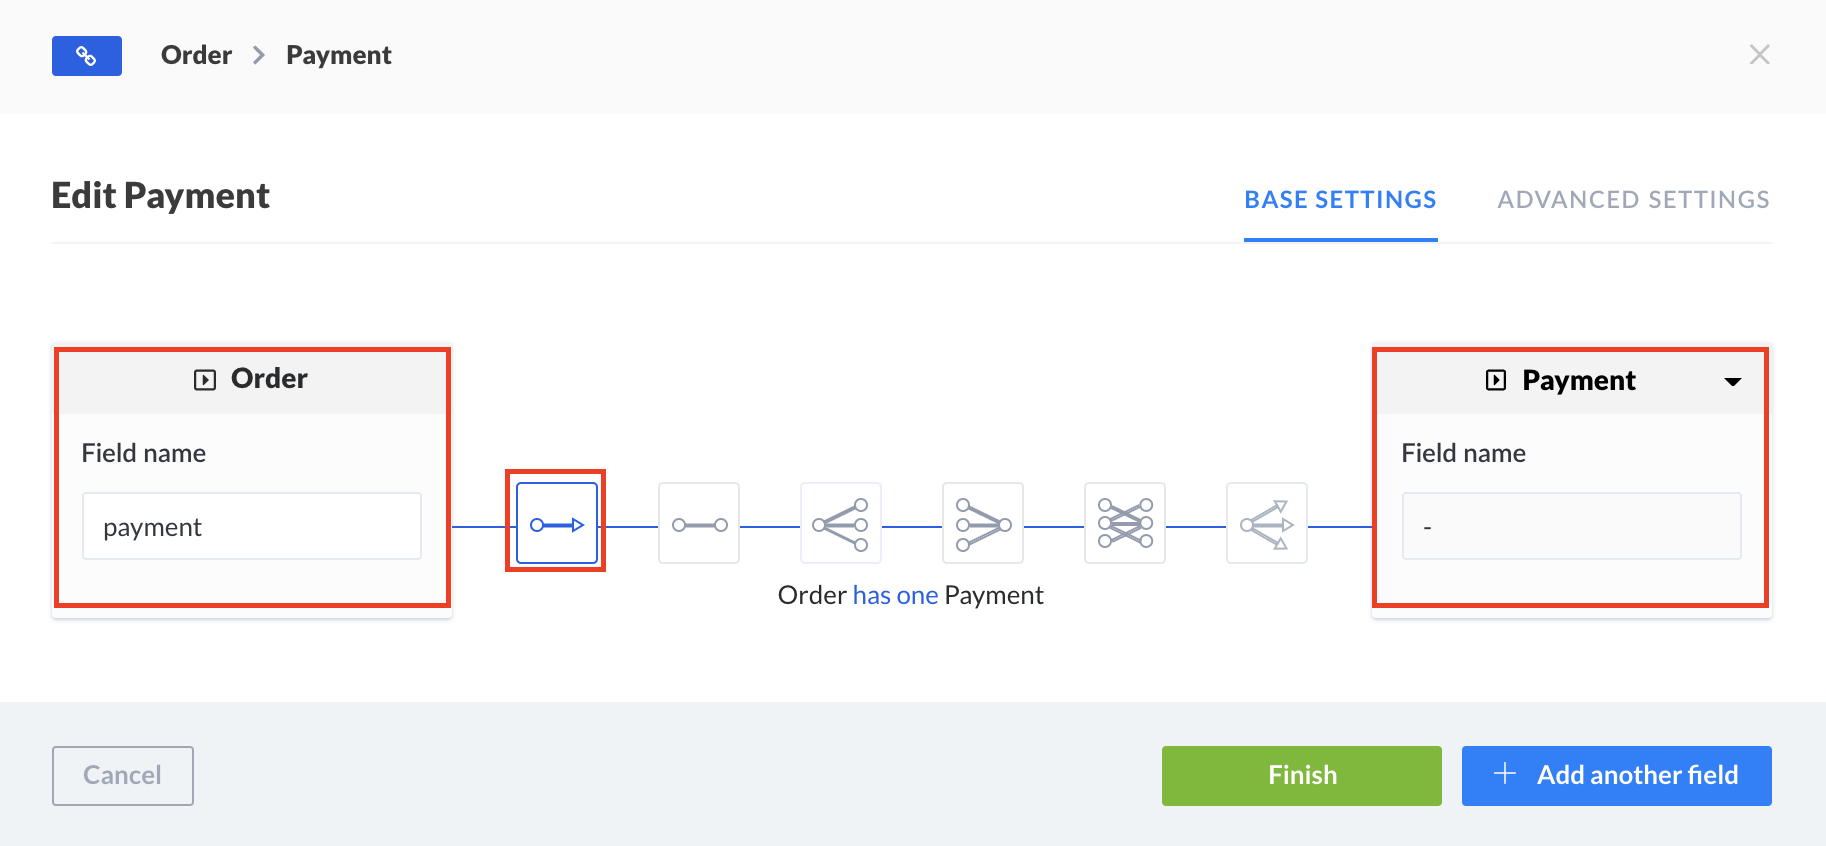 Order > Payment
Edit Payment
BASE SETTINGS
ADVANCED SETTINGS
Order
Field name
payment
Payment
Field name
-
Order has one Payment
Cancel
Finish
+ Add another field